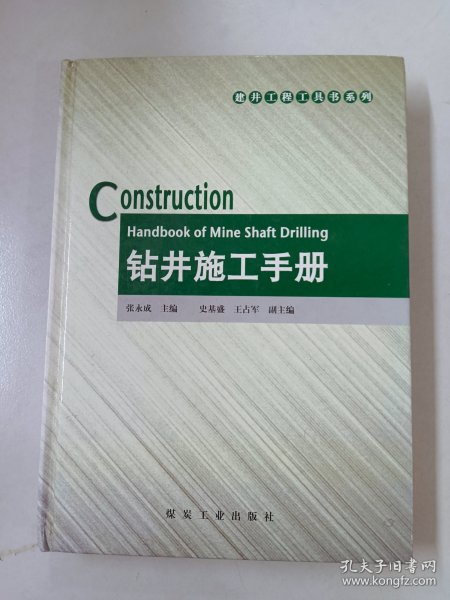 建井工程工具书系列
Construction
Handbook of Mine Shaft Drilling
钻井施工手册
张永成 主编 史基盛 王占军 副主编
煤炭工业出版社
孔夫子旧书网
www.kongfz.com